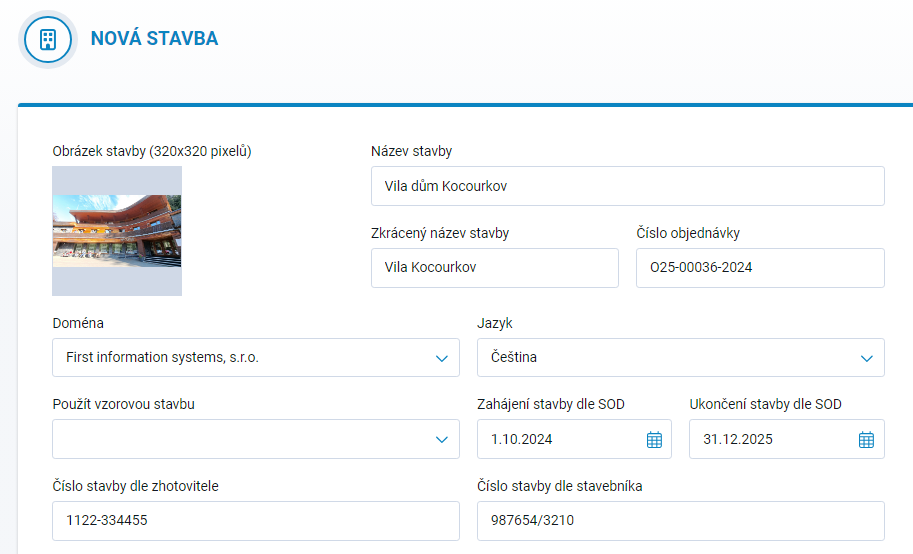 NOVÁ STAVBA
Obrázek stavby (320x320 pixelů)
Název stavby
Vila dům Kocourkov
Zkrácený název stavby
Číslo objednávky
Vila Kocourkov
O25-00036-2024
Doména
Jazyk
First information systems, s.r.o.
Čeština
Použít vzorovou stavbu
Zahájení stavby dle SOD
Ukončení stavby dle SOD
1.10.2024
31.12.2025
Číslo stavby dle zhotovitele
Číslo stavby dle stavebníka
1122-334455
987654/3210